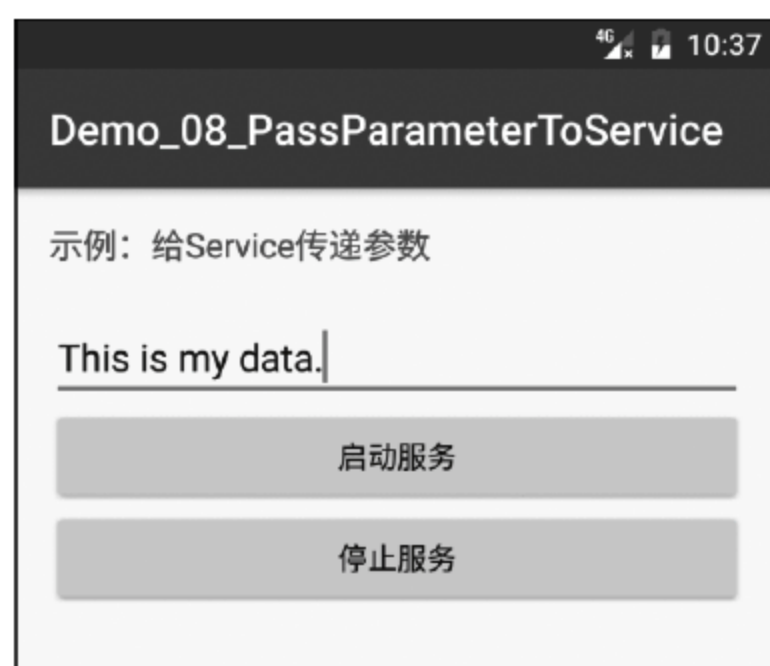 4G 10:37
Demo_08_PassParameterToService
示例：给Service传递参数
This is my data.
启动服务
停止服务